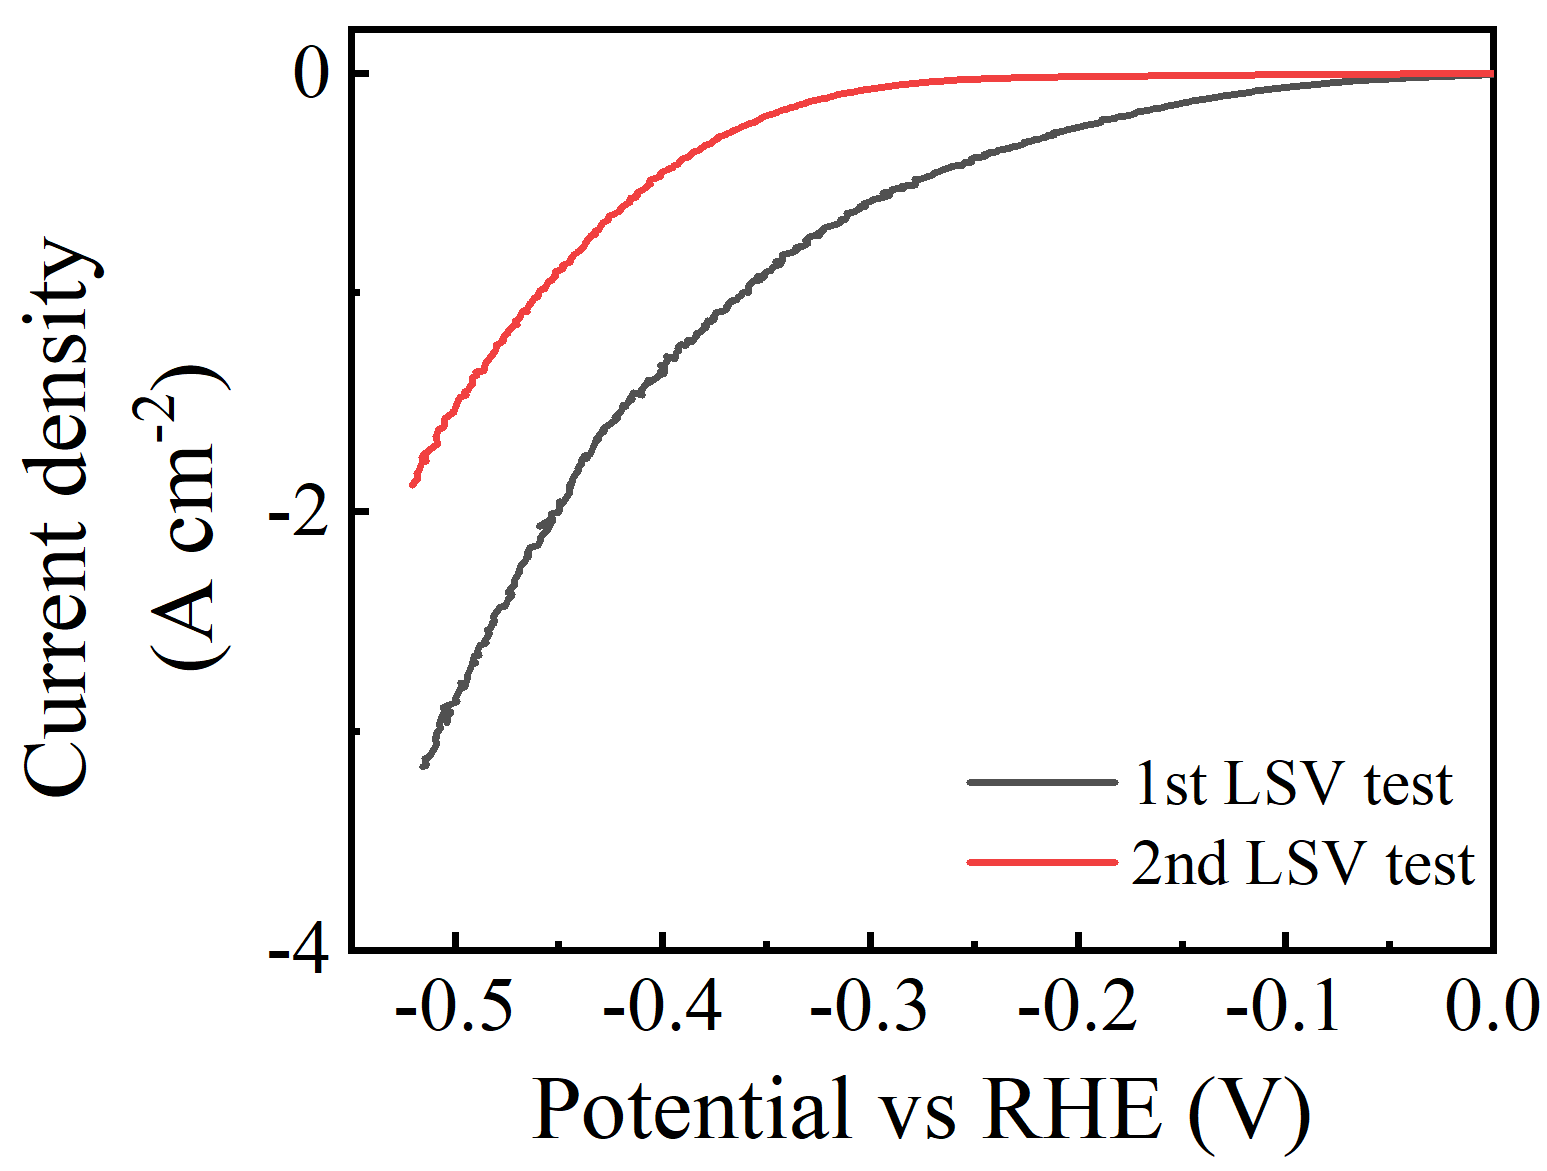 Current density
(A cm-2)
0
-2
-4
1st LSV test
2nd LSV test
-0.5 -0.4 -0.3 -0.2 -0.1 0.0
Potential vs RHE (V)